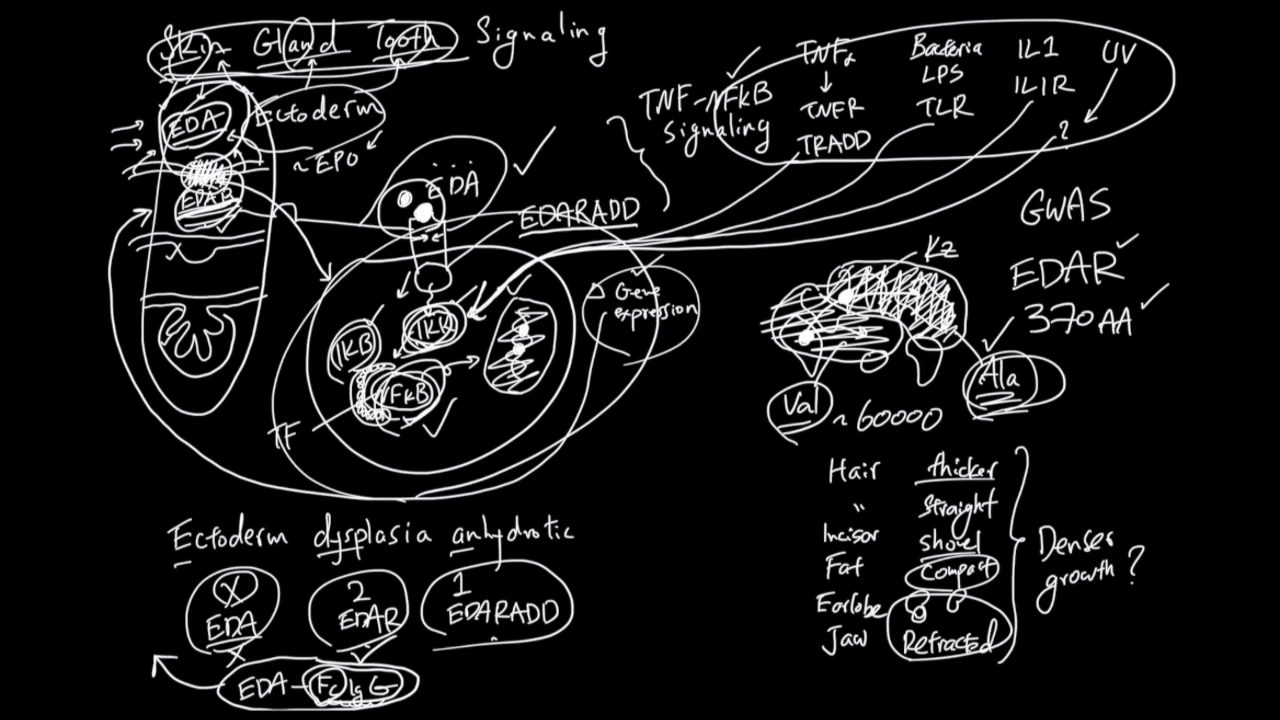 Skin Gland Tooth Signaling
EDA
Ectoderm
~ EPO
EDAR
EDA
EDARADD
TNF-NFkB
Signaling
TNFα
↓
TNFR
TRADD
Bacteria
LPS
TLR
IL1
IL1R
UV
?
IKK
IKB
NFkB
TF
Δ Gene
expression
GWAS
EDAR
370AA
KZ
Val
~60000
Ala
Hair thicker
" Straight
Incisor shovel
Fat Compact
Earlobe
Jaw Refracted
Denser
growth?
Ectoderm dysplasia anhydrotic
X
EDA
2
EDAR
1
EDARADD
X
EDA-FcIgG